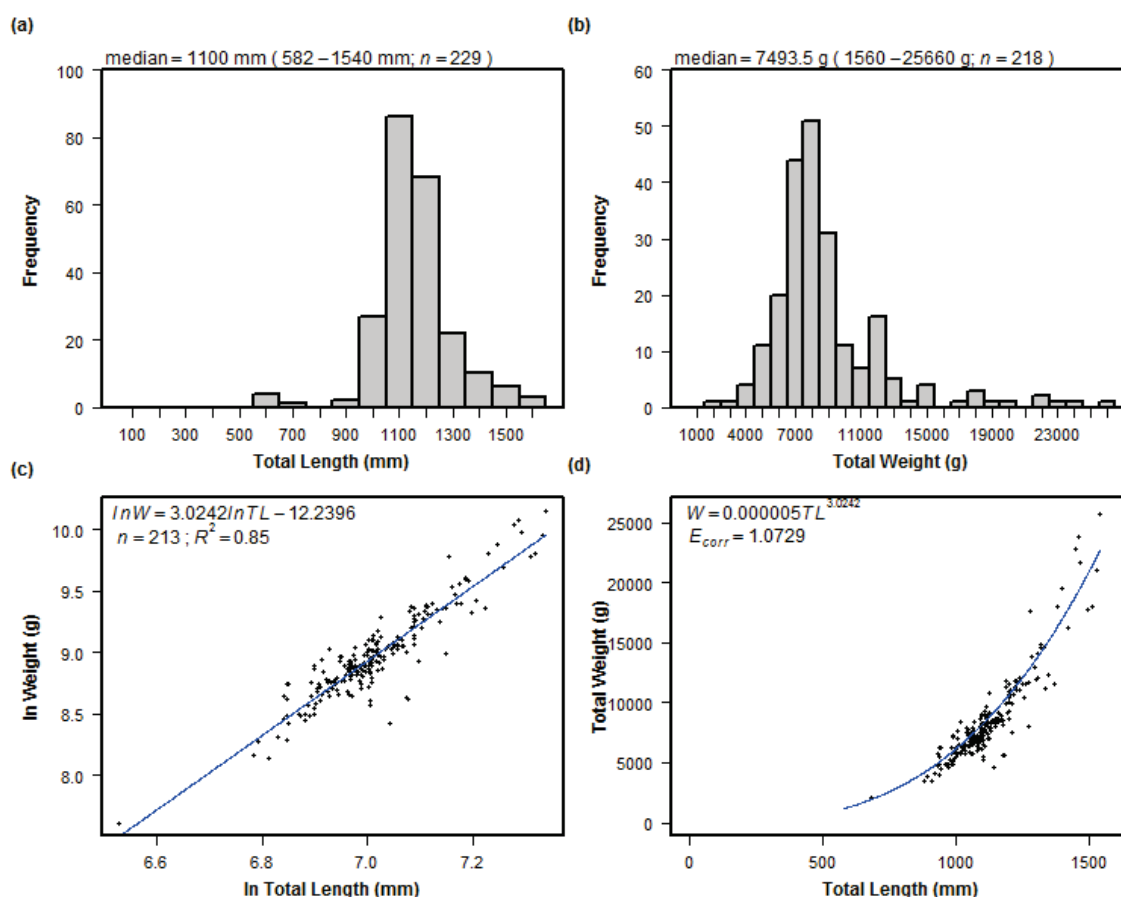 (a)
median = 1100 mm ( 582 – 1540 mm; n = 229 )
100
80
60
40
20
0
Frequency
100 300 500 700 900 1100 1300 1500
Total Length (mm)
(b)
median = 7493.5 g ( 1560 – 25660 g; n = 218 )
60
50
40
30
20
10
0
Frequency
1000 4000 7000 11000 15000 19000 23000
Total Weight (g)
(c)
lnW = 3.0242lnTL – 12.2396
n = 213 ; R² = 0.85
10.0
9.5
9.0
8.5
8.0
ln Weight (g)
6.6 6.8 7.0 7.2
ln Total Length (mm)
(d)
W = 0.000005TL^3.0242
E_corr = 1.0729
25000
20000
15000
10000
5000
0
Total Weight (g)
0 500 1000 1500
Total Length (mm)